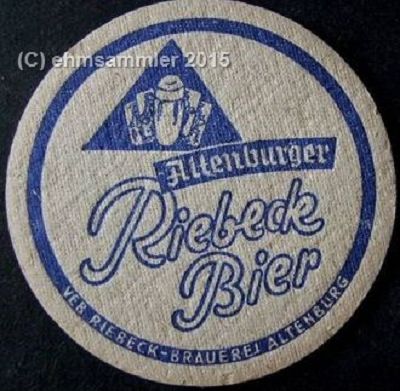 (C) ehmsammler 2015
Altenburger
Riebeck
Bier
VEB RIEBECK-BRAUEREI ALTENBURG